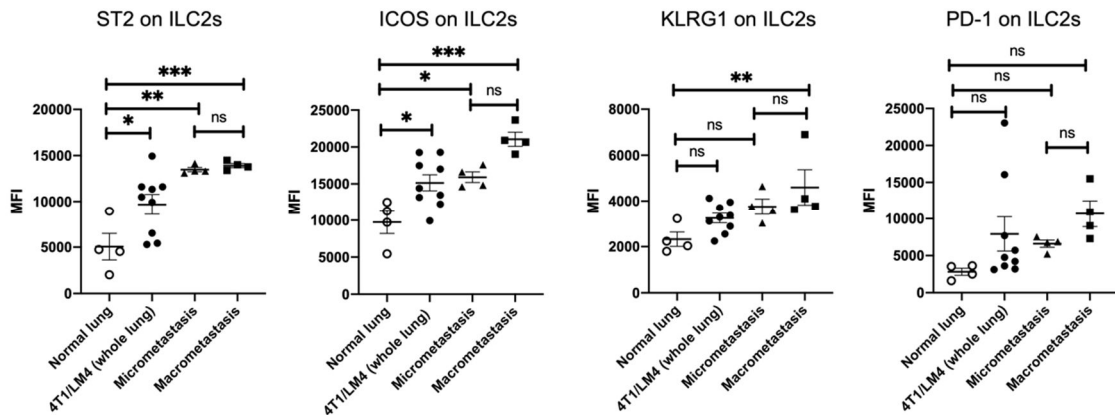 ST2 on ILC2s
***
**
*
ns
20000
15000
10000
5000
0
MFI
Normal lung
4T1/LM4 (whole lung)
Micrometastasis
Macrometastasis
ICOS on ILC2s
***
*
ns
*
25000
20000
15000
10000
5000
0
MFI
Normal lung
4T1/LM4 (whole lung)
Micrometastasis
Macrometastasis
KLRG1 on ILC2s
**
ns
ns
ns
8000
6000
4000
2000
0
MFI
Normal lung
4T1/LM4 (whole lung)
Micrometastasis
Macrometastasis
PD-1 on ILC2s
ns
ns
ns
ns
25000
20000
15000
10000
5000
0
MFI
Normal lung
4T1/LM4 (whole lung)
Micrometastasis
Macrometastasis